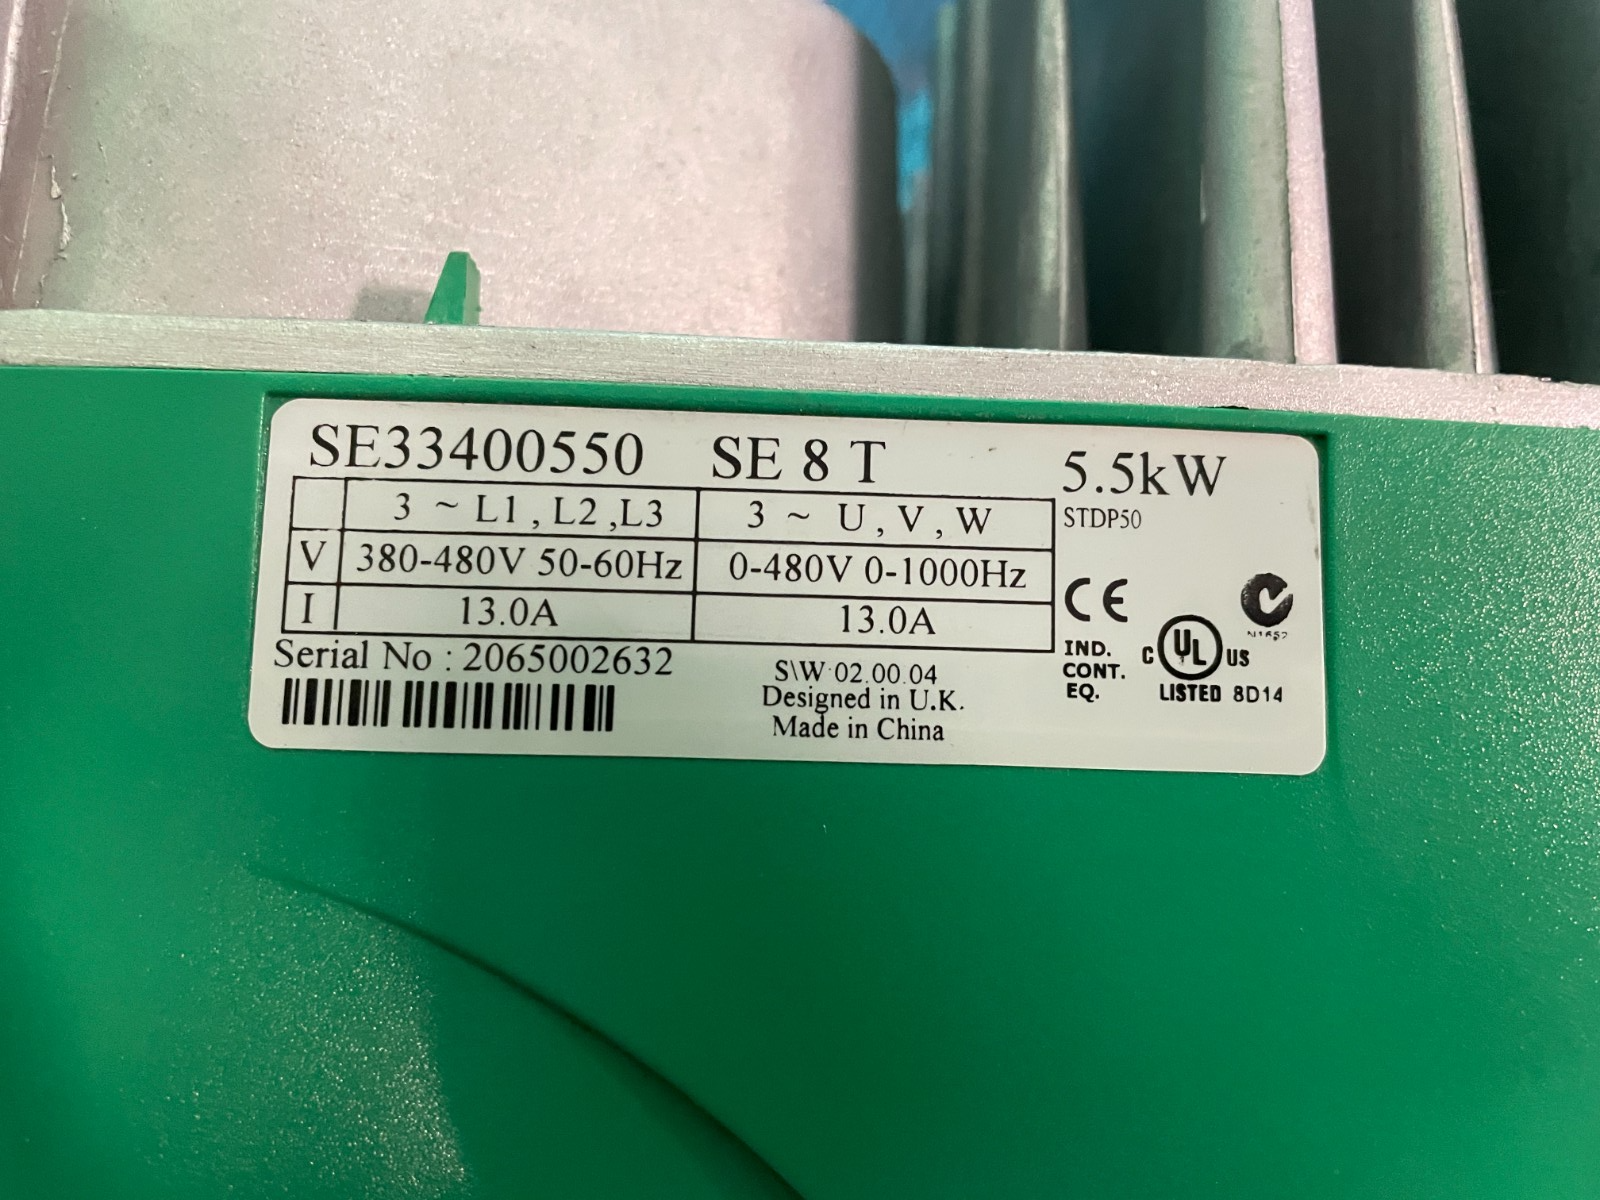 SE33400550 SE 8 T 5.5kW
STDP50
3 ~ L1 , L2 ,L3 3 ~ U , V , W
V 380-480V 50-60Hz 0-480V 0-1000Hz
I 13.0A 13.0A
Serial No : 2065002632
S\W 02.00.04
Designed in U.K.
Made in China
CE
N1652
IND.
CONT.
EQ.
C UL US
LISTED 8D14